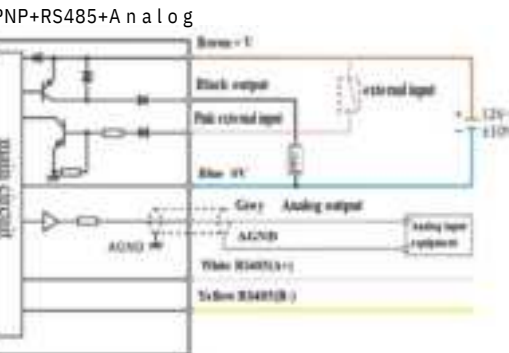 PNP+RS485+Analog
Brown + V
Black output
external input
Pink external input
12V-
±10%
Blue 0V
main circuit
Grey Analog output
AGND
AGND
Analog input
equipment
White RS485(A+)
Yellow RS485(B-)